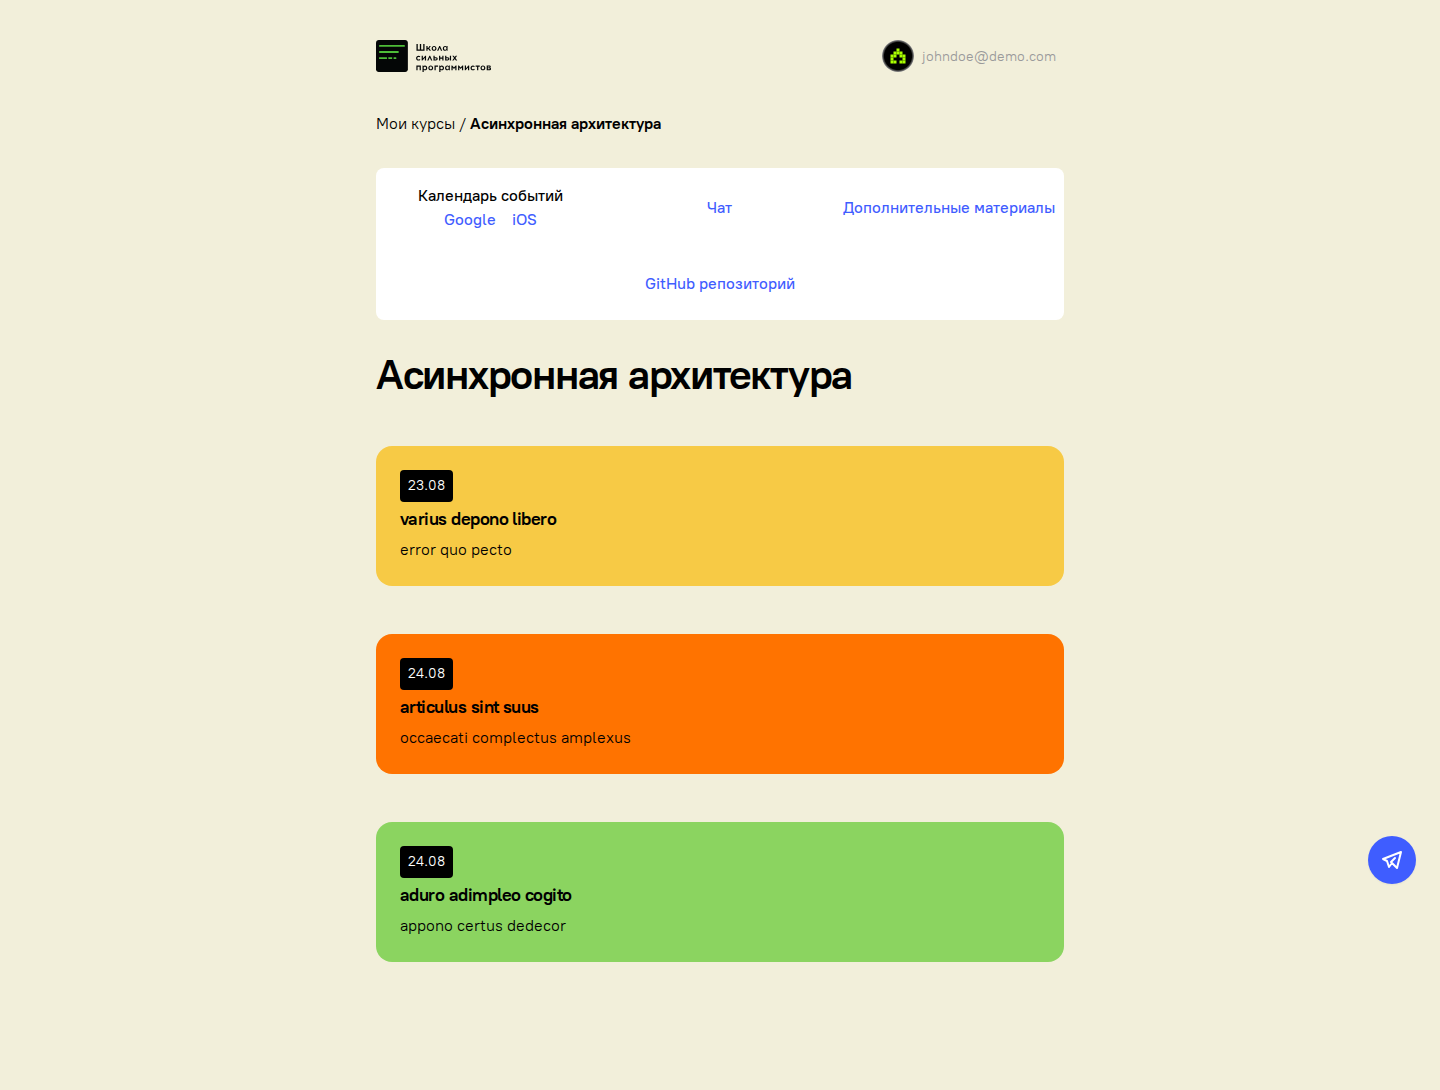 Школа
сильных
программистов
johndoe@demo.com
Мои курсы / Асинхронная архитектура
Календарь событий
Google iOS
Чат
Дополнительные материалы
GitHub репозиторий
Асинхронная архитектура
23.08
varius depono libero
error quo pecto
24.08
articulus sint suus
occaecati complectus amplexus
24.08
aduro adimpleo cogito
appono certus dedecor